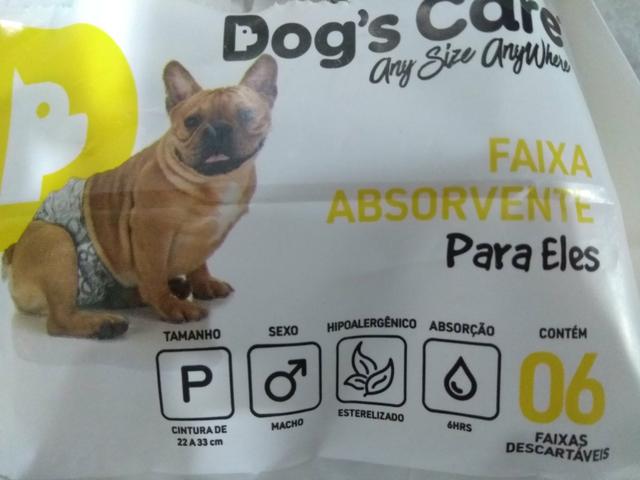 Dog's Care
Any Size AnyWhere
FAIXA
ABSORVENTE
Para Eles
TAMANHO
P
CINTURA DE
22 A 33 cm
SEXO
MACHO
HIPOALERGÊNICO
ESTERELIZADO
ABSORÇÃO
6HRS
CONTÉM
06
FAIXAS
DESCARTÁVEIS